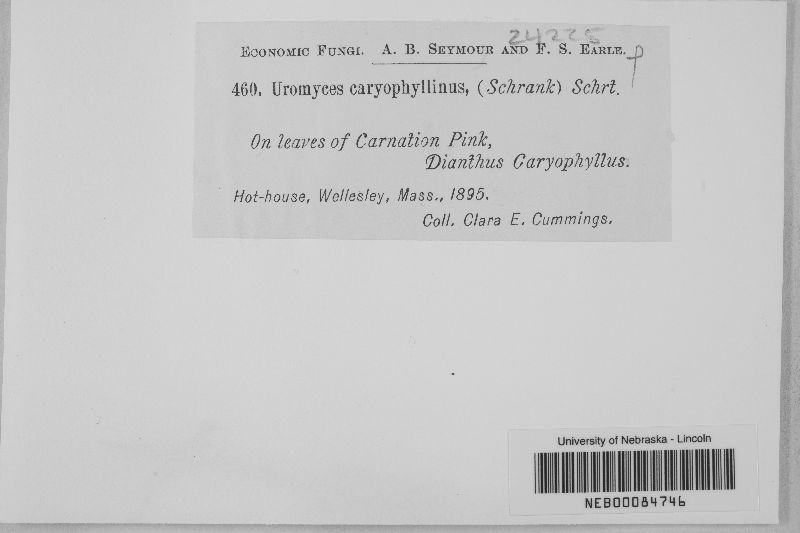 24225
ECONOMIC FUNGI. A. B. SEYMOUR AND F. S. EARLE.
p
460. Uromyces caryophyllinus, (Schrank) Schrt.
On leaves of Carnation Pink,
Dianthus Caryophyllus.
Hot-house, Wellesley, Mass., 1895.
Coll. Clara E. Cummings.
University of Nebraska - Lincoln
NEB00084746